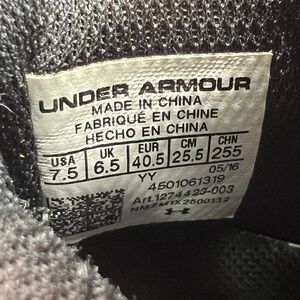 UNDER ARMOUR
MADE IN CHINA
FABRIQUÉ EN CHINE
HECHO EN CHINA
USA UK EUR CM CHN
7.5 6.5 40.5 25.5 255
YY 05/16
4501061319
Art.1274423-003